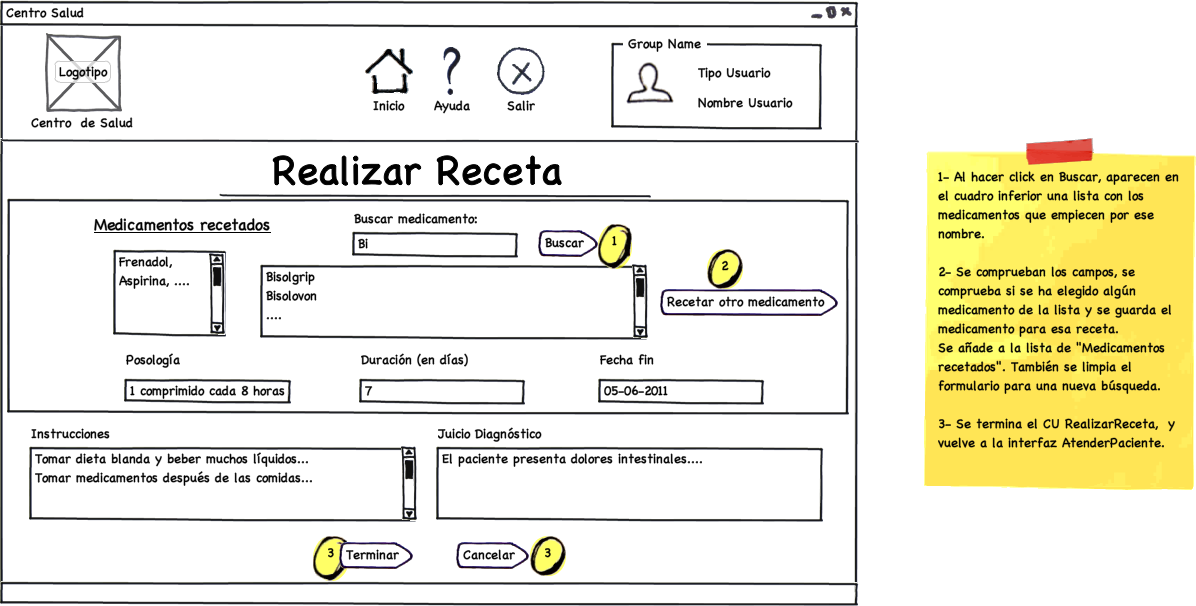 Centro Salud
Logotipo
Centro de Salud
Inicio
Ayuda
Salir
Group Name
Tipo Usuario
Nombre Usuario
Realizar Receta
Medicamentos recetados
Frenadol,
Aspirina, ....
Buscar medicamento:
Bi
Buscar
1
Bisolgrip
Bisolovon
....
2
Recetar otro medicamento
Posología
1 comprimido cada 8 horas
Duración (en días)
7
Fecha fin
05-06-2011
Instrucciones
Tomar dieta blanda y beber muchos líquidos...
Tomar medicamentos después de las comidas...
Juicio Diagnóstico
El paciente presenta dolores intestinales....
3
Terminar
Cancelar
3
1- Al hacer click en Buscar, aparecen en
el cuadro inferior una lista con los
medicamentos que empiecen por ese
nombre.
2- Se comprueban los campos, se
comprueba si se ha elegido algún
medicamento de la lista y se guarda el
medicamento para esa receta.
Se añade a la lista de "Medicamentos
recetados". También se limpia el
formulario para una nueva búsqueda.
3- Se termina el CU RealizarReceta, y
vuelve a la interfaz AtenderPaciente.